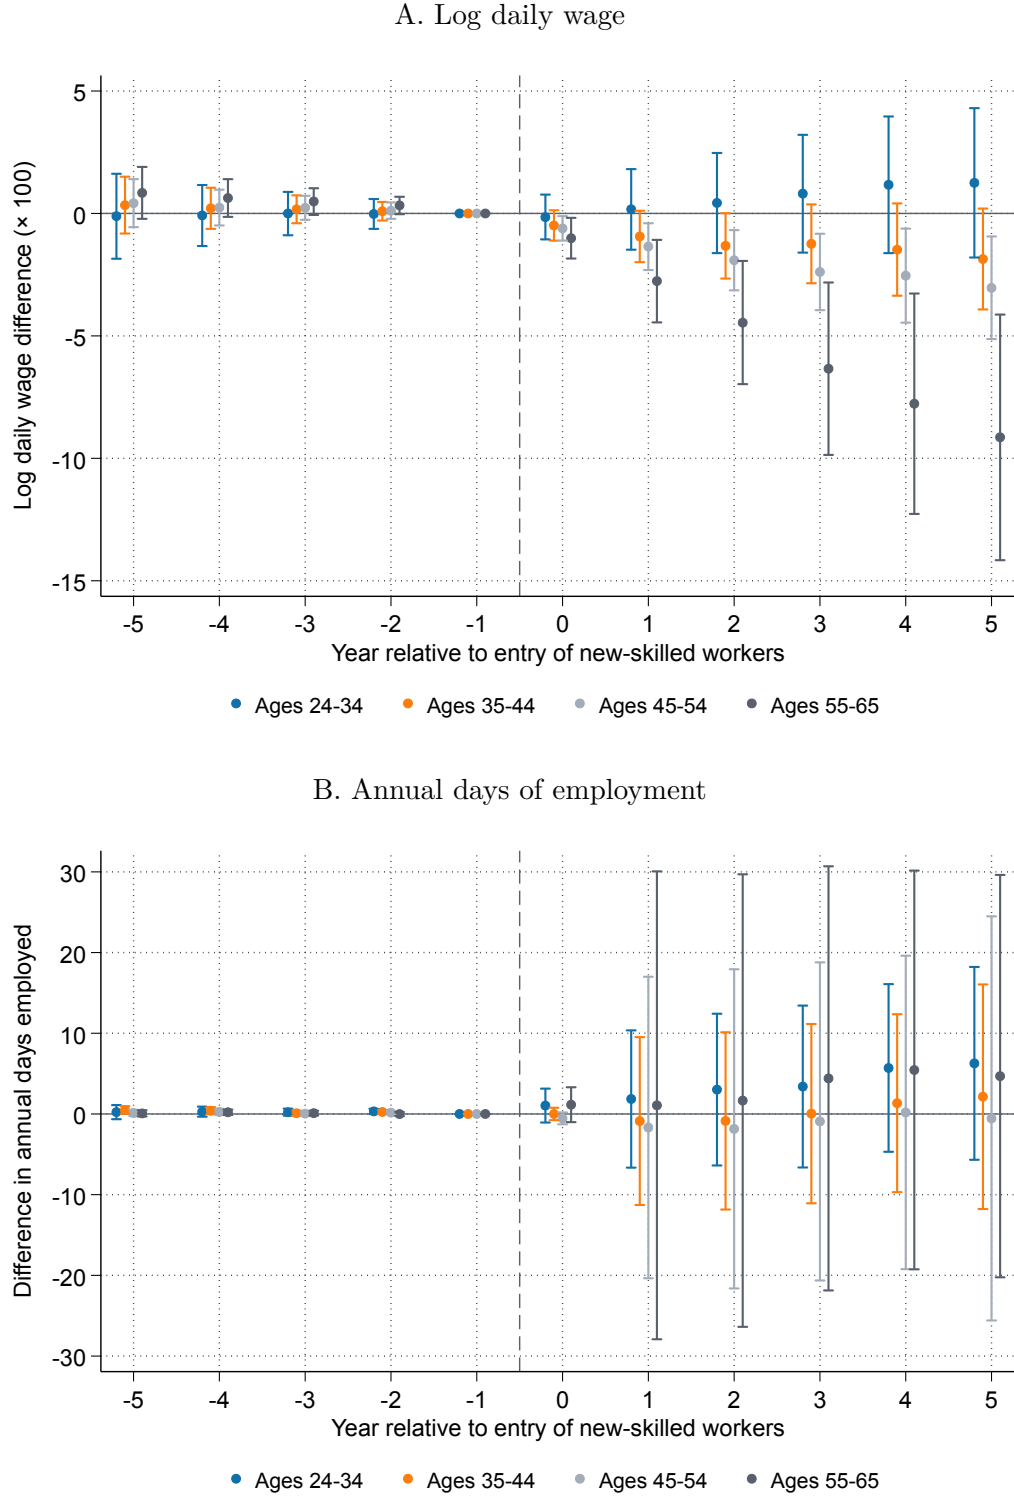 A. Log daily wage
Log daily wage difference (× 100)
5
0
-5
-10
-15
-5 -4 -3 -2 -1 0 1 2 3 4 5
Year relative to entry of new-skilled workers
Ages 24-34 Ages 35-44 Ages 45-54 Ages 55-65
B. Annual days of employment
Difference in annual days employed
30
20
10
0
-10
-20
-30
-5 -4 -3 -2 -1 0 1 2 3 4 5
Year relative to entry of new-skilled workers
Ages 24-34 Ages 35-44 Ages 45-54 Ages 55-65